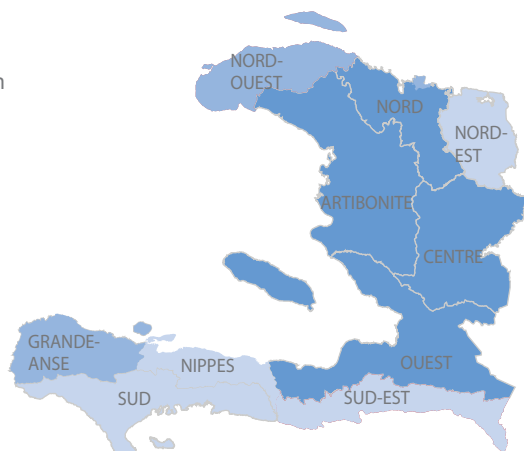 NORD-
OUEST
n
NORD
NORD-
EST
ARTIBONITE
CENTRE
GRANDE-
ANSE
NIPPES
OUEST
SUD
SUD-EST